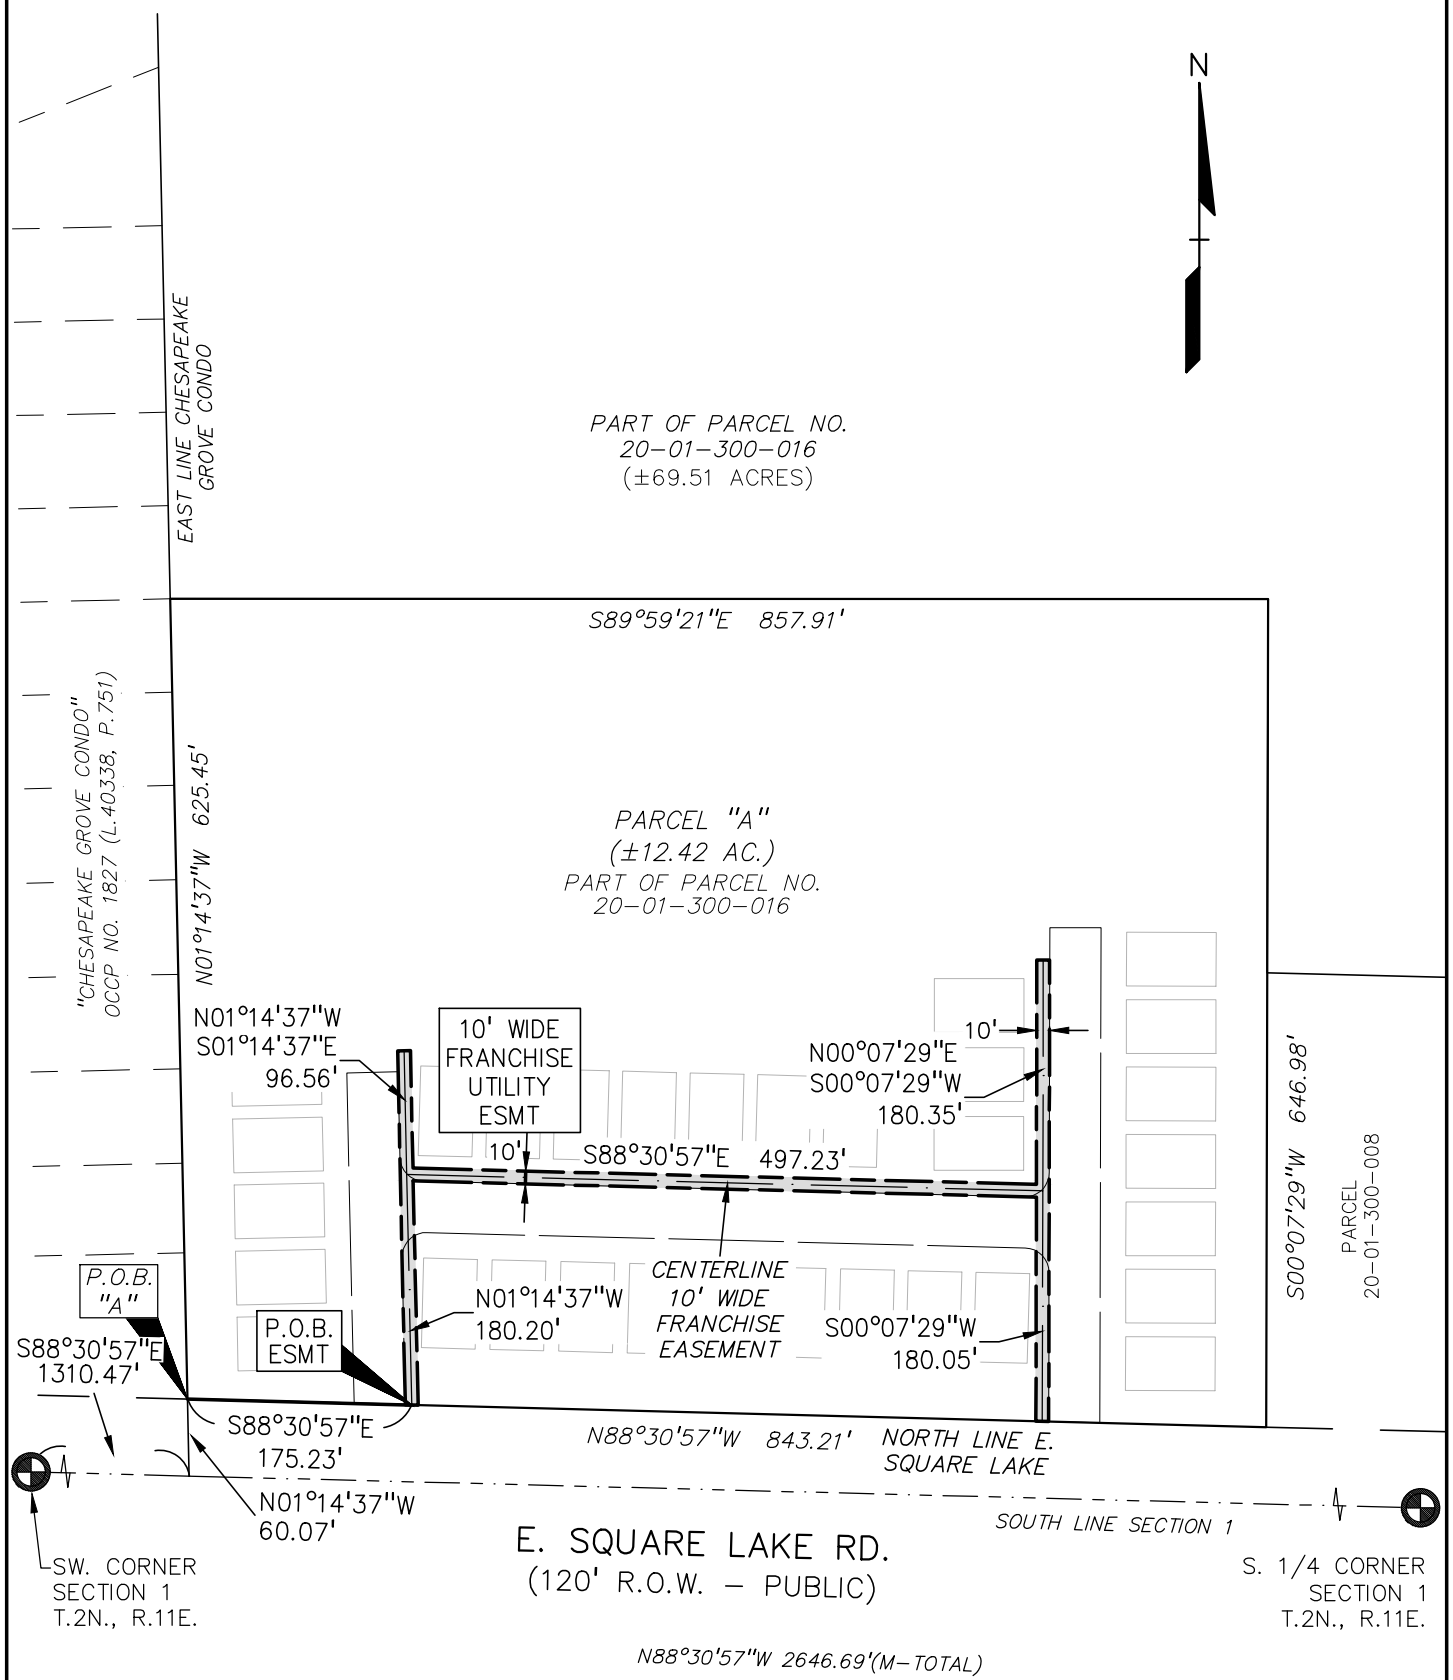 N
EAST LINE CHESAPEAKE
GROVE CONDO
PART OF PARCEL NO.
20-01-300-016
(±69.51 ACRES)
S89°59'21"E 857.91'
"CHESAPEAKE GROVE CONDO"
OCCP NO. 1827 (L.40338, P.751)
N01°14'37"W 625.45'
PARCEL "A"
(±12.42 AC.)
PART OF PARCEL NO.
20-01-300-016
N01°14'37"W
S01°14'37"E
96.56'
10' WIDE
FRANCHISE
UTILITY
ESMT
10'
N00°07'29"E
S00°07'29"W
180.35'
10'
S88°30'57"E 497.23'
S00°07'29"W 646.98'
PARCEL
20-01-300-008
P.O.B.
"A"
P.O.B.
ESMT
N01°14'37"W
180.20'
CENTERLINE
10' WIDE
FRANCHISE
EASEMENT
S00°07'29"W
180.05'
S88°30'57"E
1310.47'
S88°30'57"E
175.23'
N88°30'57"W 843.21'
NORTH LINE E.
SQUARE LAKE
N01°14'37"W
60.07'
SOUTH LINE SECTION 1
E. SQUARE LAKE RD.
(120' R.O.W. - PUBLIC)
SW. CORNER
SECTION 1
T.2N., R.11E.
S. 1/4 CORNER
SECTION 1
T.2N., R.11E.
N88°30'57"W 2646.69'(M-TOTAL)